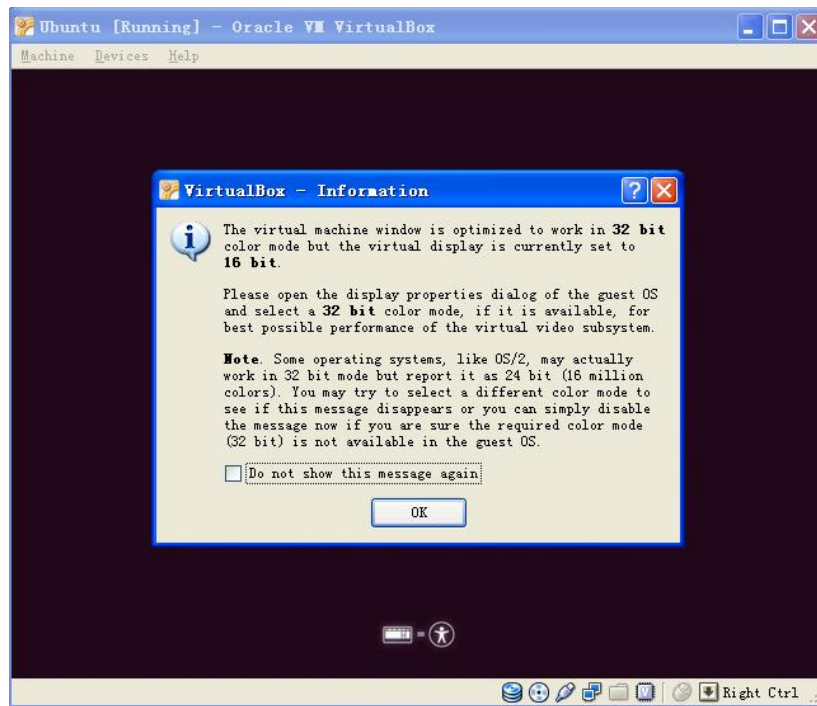 Ubuntu [Running] - Oracle VM VirtualBox
Machine Devices Help
VirtualBox - Information
The virtual machine window is optimized to work in 32 bit
color mode but the virtual display is currently set to
16 bit.
Please open the display properties dialog of the guest OS
and select a 32 bit color mode, if it is available, for
best possible performance of the virtual video subsystem.
Note. Some operating systems, like OS/2, may actually
work in 32 bit mode but report it as 24 bit (16 million
colors). You may try to select a different color mode to
see if this message disappears or you can simply disable
the message now if you are sure the required color mode
(32 bit) is not available in the guest OS.
Do not show this message again
OK
Right Ctrl